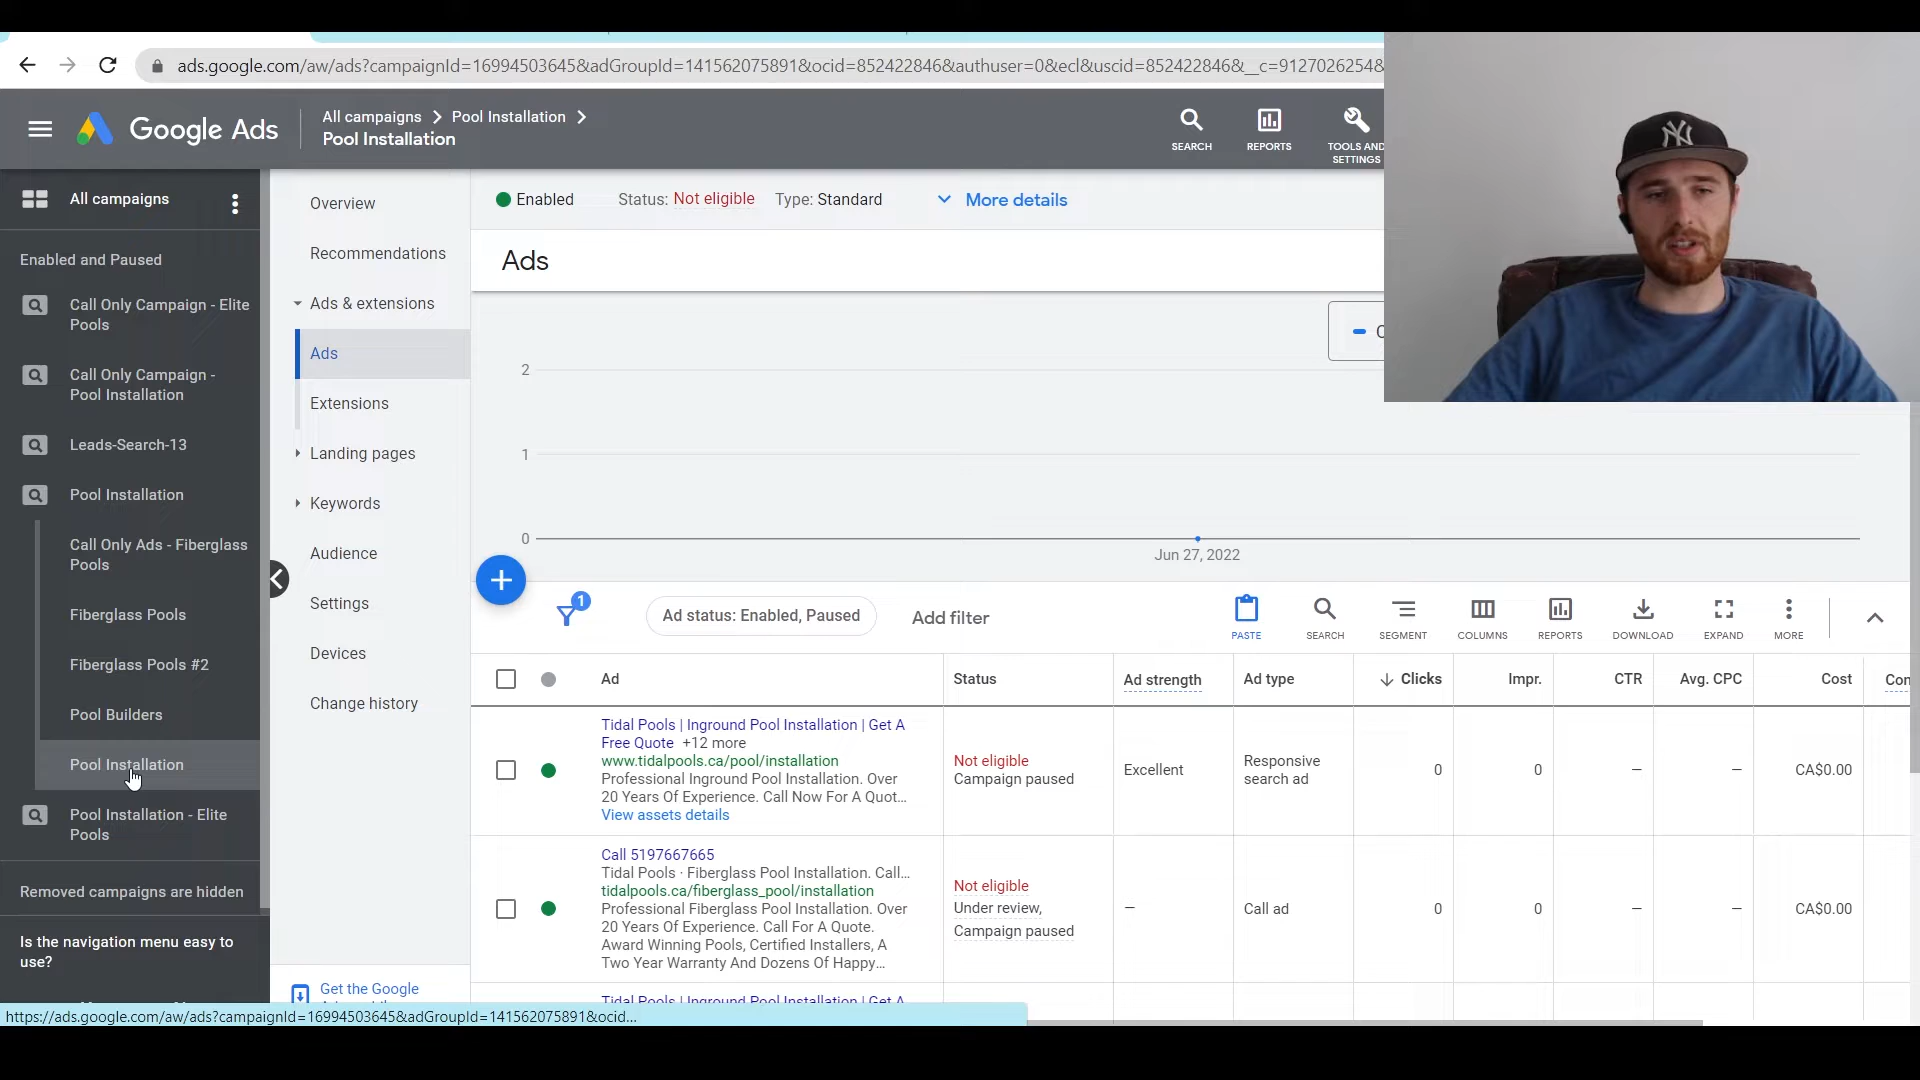 ads.google.com/aw/ads?campaignId=16994503645&adGroupId=141562075891&ocid=852422846&authuser=0&ecl&uscid=852422846&__c=9127026254&
Google Ads
All campaigns > Pool Installation >
Pool Installation
SEARCH
REPORTS
TOOLS AND
SETTINGS
All campaigns
Enabled and Paused
Call Only Campaign - Elite
Pools
Call Only Campaign -
Pool Installation
Leads-Search-13
Pool Installation
Call Only Ads - Fiberglass
Pools
Fiberglass Pools
Fiberglass Pools #2
Pool Builders
Pool Installation
Pool Installation - Elite
Pools
Removed campaigns are hidden
Is the navigation menu easy to
use?
Overview
Recommendations
Ads & extensions
Ads
Extensions
Landing pages
Keywords
Audience
Settings
Devices
Change history
Get the Google
Enabled Status: Not eligible Type: Standard More details
Ads
2
1
0
Jun 27, 2022
1
Ad status: Enabled, Paused
Add filter
PASTE
SEARCH
SEGMENT
COLUMNS
REPORTS
DOWNLOAD
EXPAND
MORE
Ad Status Ad strength Ad type Clicks Impr. CTR Avg. CPC Cost
Tidal Pools | Inground Pool Installation | Get A
Free Quote +12 more
www.tidalpools.ca/pool/installation
Professional Inground Pool Installation. Over
20 Years Of Experience. Call Now For A Quot...
View assets details
Not eligible
Campaign paused
Excellent
Responsive
search ad
0 0 — — CA$0.00
Call 5197667665
Tidal Pools · Fiberglass Pool Installation. Call...
tidalpools.ca/fiberglass_pool/installation
Professional Fiberglass Pool Installation. Over
20 Years Of Experience. Call For A Quote.
Award Winning Pools, Certified Installers, A
Two Year Warranty And Dozens Of Happy...
Not eligible
Under review,
Campaign paused
—
Call ad
0 0 — — CA$0.00
Tidal Pools | Inground Pool Installation | Get A
https://ads.google.com/aw/ads?campaignId=16994503645&adGroupId=141562075891&ocid...
NY